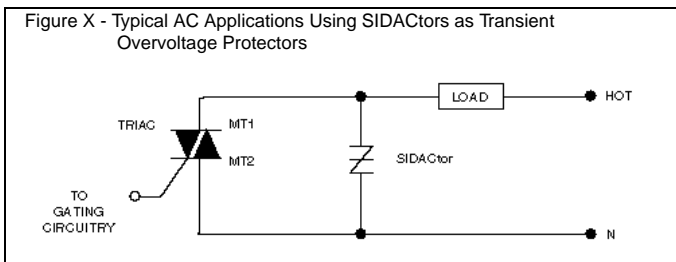 Figure X - Typical AC Applications Using SIDACtors as Transient
Overvoltage Protectors
LOAD
HOT
TRIAC
MT1
MT2
SIDACtor
TO
GATING
CIRCUITRY
N